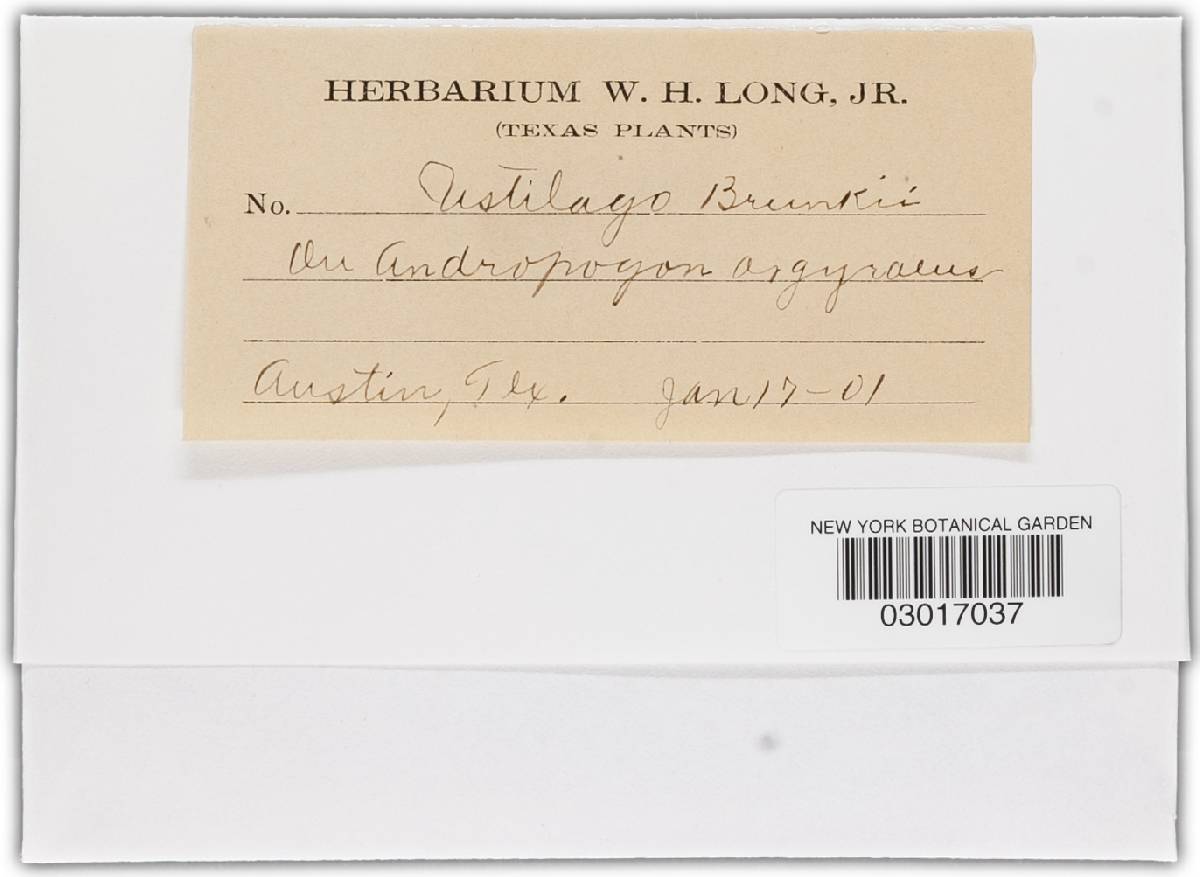 HERBARIUM W. H. LONG, JR.
(TEXAS PLANTS)
No. Ustilago Brunkii
On Andropogon argyraeus
Austin, Tex. Jan 17-01
NEW YORK BOTANICAL GARDEN
03017037